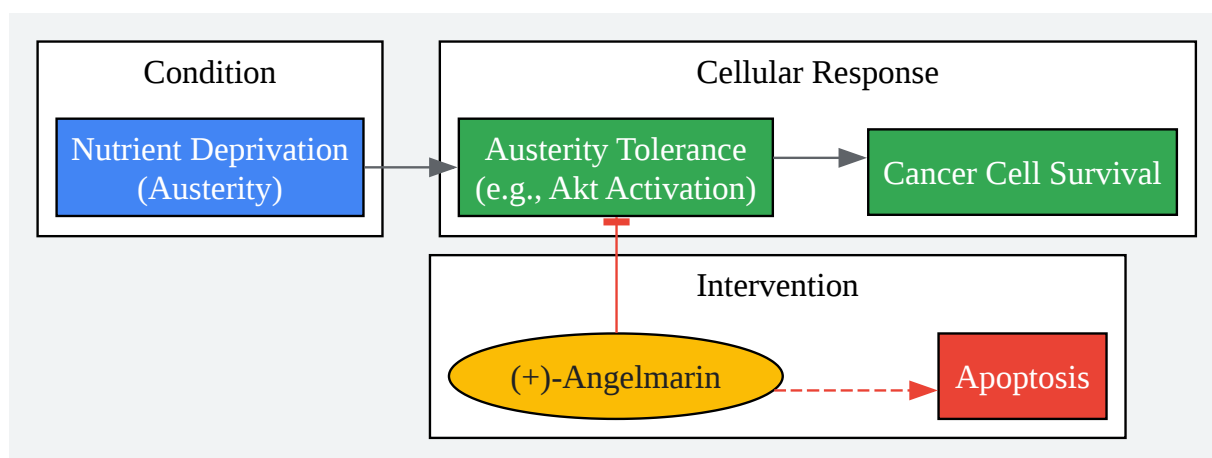 Condition
Nutrient Deprivation
(Austerity)
Cellular Response
Austerity Tolerance
(e.g., Akt Activation)
Cancer Cell Survival
Intervention
(+)-Angelmarin
Apoptosis